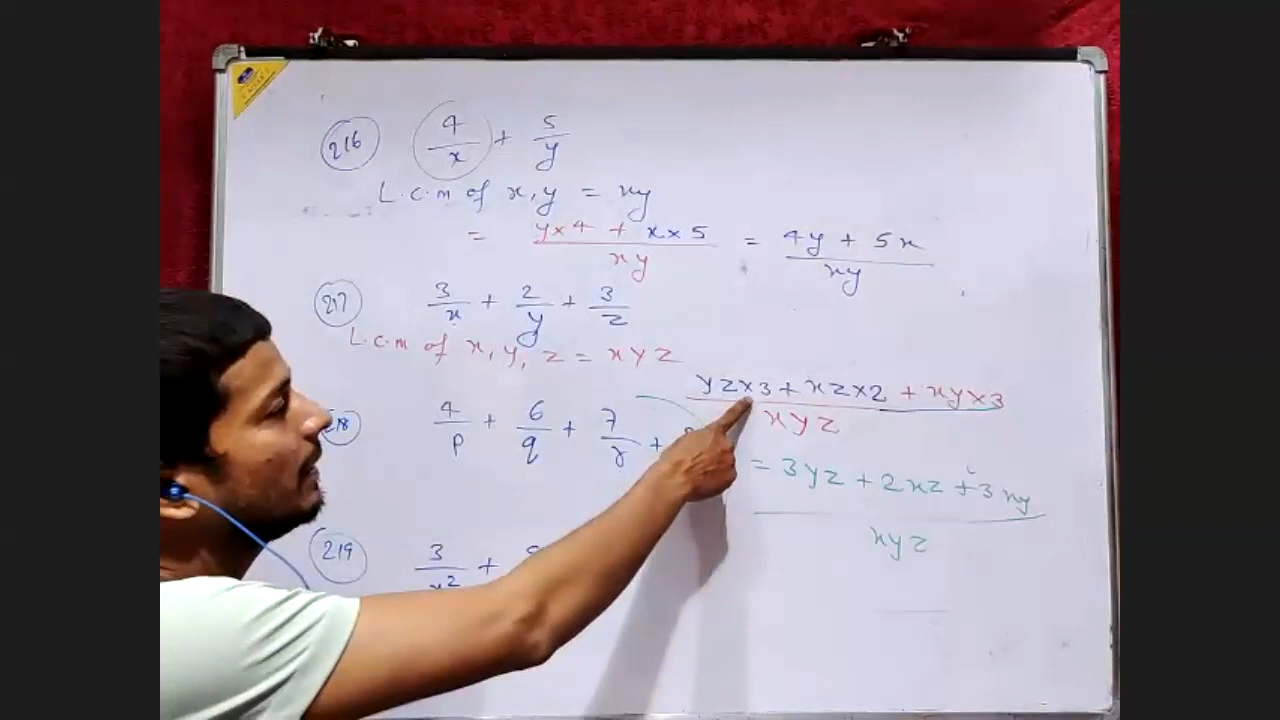 216 4/x + 5/y
L.c.m of x, y = xy
= y×4 + x×5 / xy = 4y + 5x / xy
217 3/x + 2/y + 3/z
L.c.m of x, y, z = xyz
yz×3 + xz×2 + xy×3 / xyz
= 3yz + 2xz + 3xy / xyz
218 4/p + 6/q + 7/r +
219 3/x² +